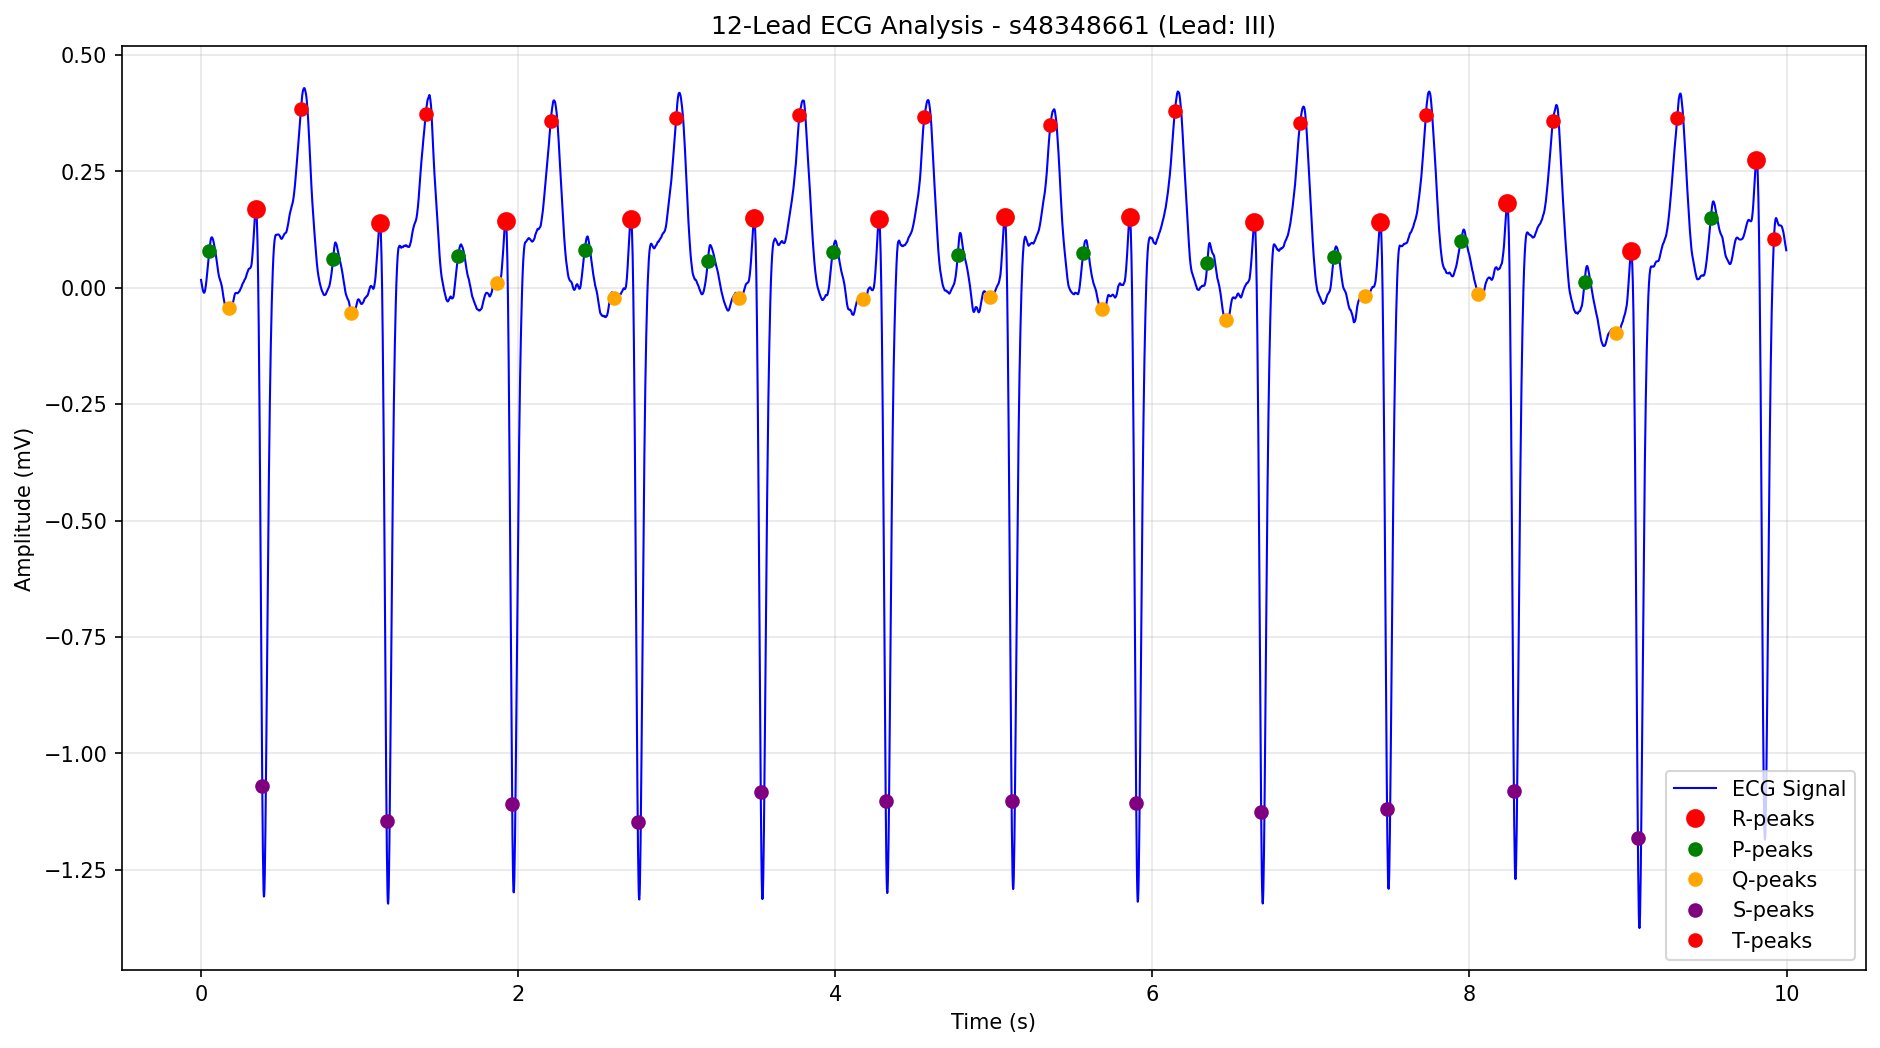 12-Lead ECG Analysis - s48348661 (Lead: III)
0.50
0.25
0.00
−0.25
−0.50
−0.75
−1.00
−1.25
Amplitude (mV)
0 2 4 6 8 10
Time (s)
ECG Signal
R-peaks
P-peaks
Q-peaks
S-peaks
T-peaks